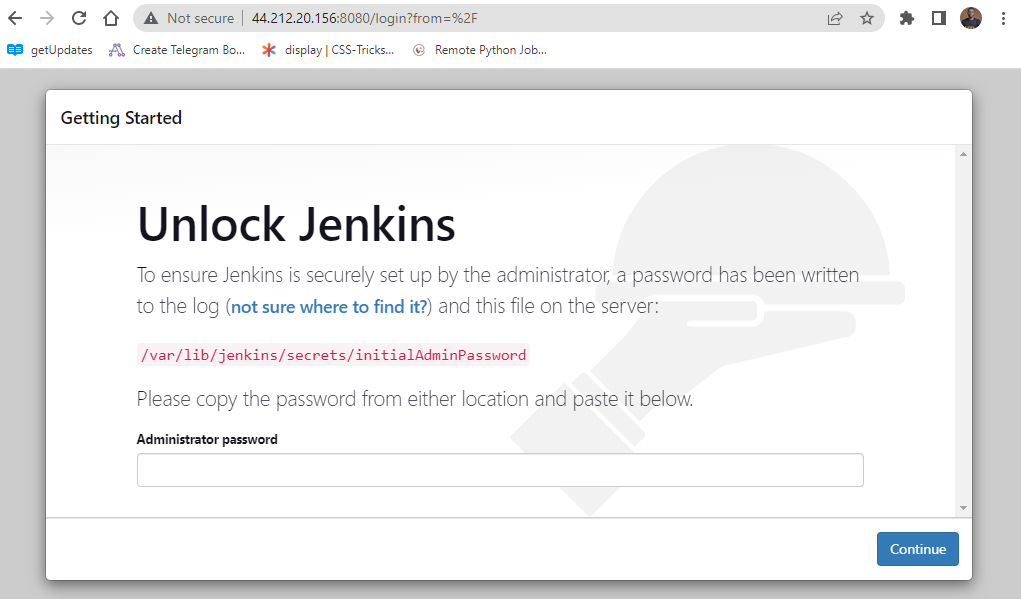 Not secure
44.212.20.156:8080/login?from=%2F
getUpdates
Create Telegram Bo...
display | CSS-Tricks...
Remote Python Job...
Getting Started
Unlock Jenkins
To ensure Jenkins is securely set up by the administrator, a password has been written
to the log (not sure where to find it?) and this file on the server:
/var/lib/jenkins/secrets/initialAdminPassword
Please copy the password from either location and paste it below.
Administrator password
Continue